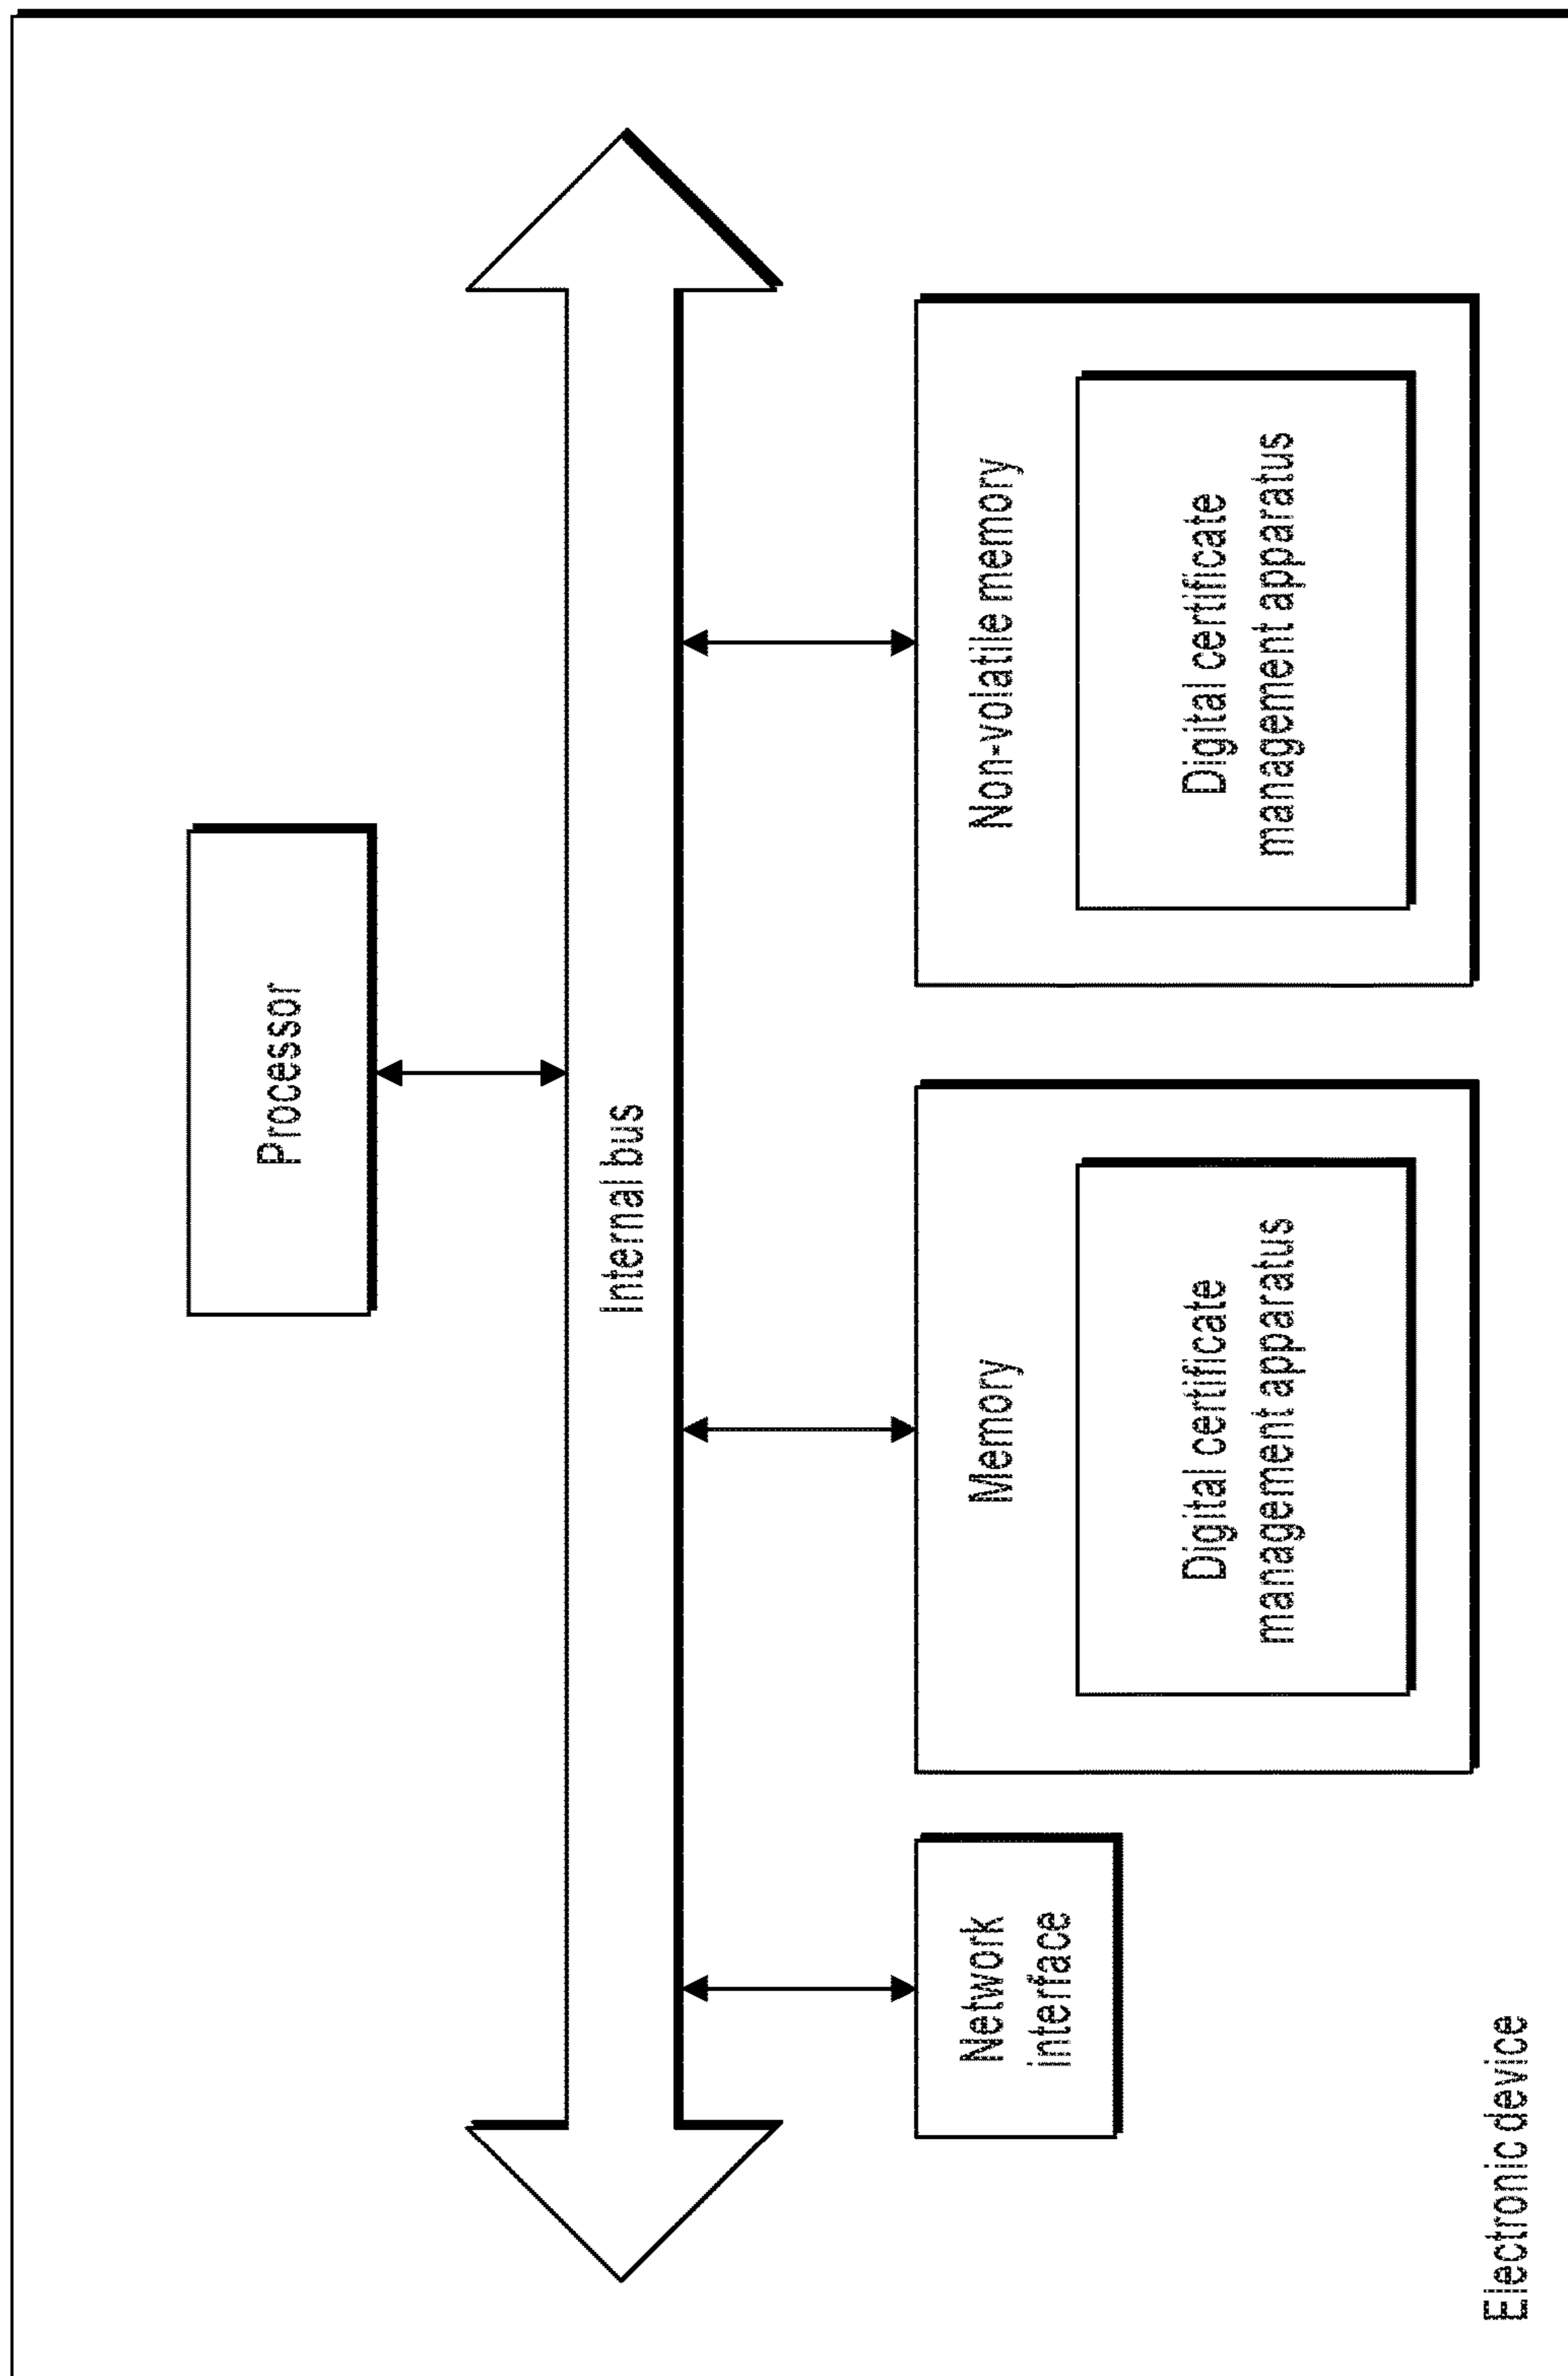 Processor
Internal bus
Network
interface
Memory
Digital certificate
management apparatus
Non-volatile memory
Digital certificate
management apparatus
Electronic device